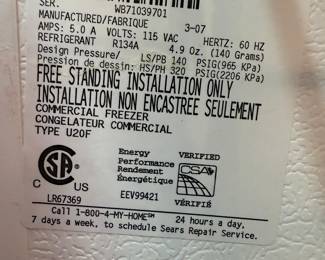 SER. WB71039701
MANUFACTURED/FABRIQUE 3-07
AMPS: 5.0 A VOLTS: 115 VAC HERTZ: 60 HZ
REFRIGERANT R134A 4.9 OZ. (140 Grams)
Design Pressure/ LS/PB 140 PSIG(965 KPa)
Pression de dessin: HS/PH 320 PSIG(2206 KPa)
FREE STANDING INSTALLATION ONLY
INSTALLATION NON ENCASTREE SEULEMENT
COMMERCIAL FREEZER
CONGELATEUR COMMERCIAL
TYPE U20F
Energy VERIFIED
Performance
Rendement
Énergétique
CSA
VÉRIFIÉ
C US
LR67369 EEV99421
Call 1-800-4-MY-HOME℠ 24 hours a day,
7 days a week, to schedule Sears Repair Service.